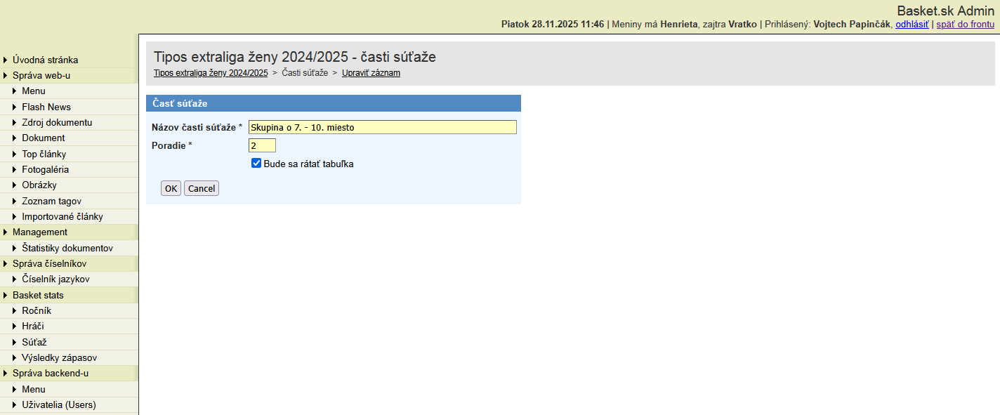 Basket.sk Admin
Piatok 28.11.2025 11:46 | Meniny má Henrieta, zajtra Vratko | Prihlásený: Vojtech Papinčák, odhlásiť | späť do frontu
Úvodná stránka
Správa web-u
Menu
Flash News
Zdroj dokumentu
Dokument
Top články
Fotogaléria
Obrázky
Zoznam tagov
Importované články
Management
Štatistiky dokumentov
Správa číselníkov
Číselník jazykov
Basket stats
Ročník
Hráči
Súťaž
Výsledky zápasov
Správa backend-u
Menu
Uživatelia (Users)
Tipos extraliga ženy 2024/2025 - časti súťaže
Tipos extraliga ženy 2024/2025 > Časti súťaže > Upraviť záznam
Časť súťaže
Názov časti súťaže * Skupina o 7. - 10. miesto
Poradie * 2
Bude sa rátať tabuľka
OK Cancel